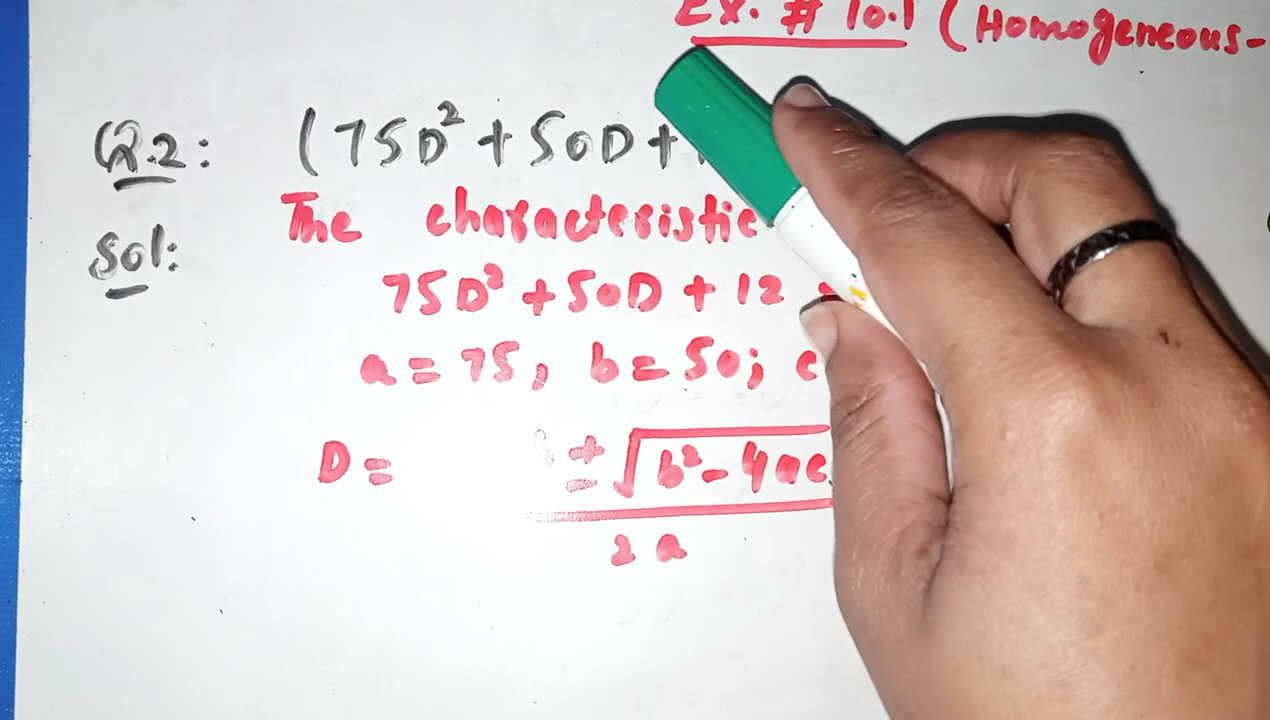 Ex. # 10.1 (Homogeneous-
Q.2: (75D² + 50D +
Sol: The characteristic
75D² + 50D + 12
a = 75, b = 50; c
D = ± √b² - 4ac
2a